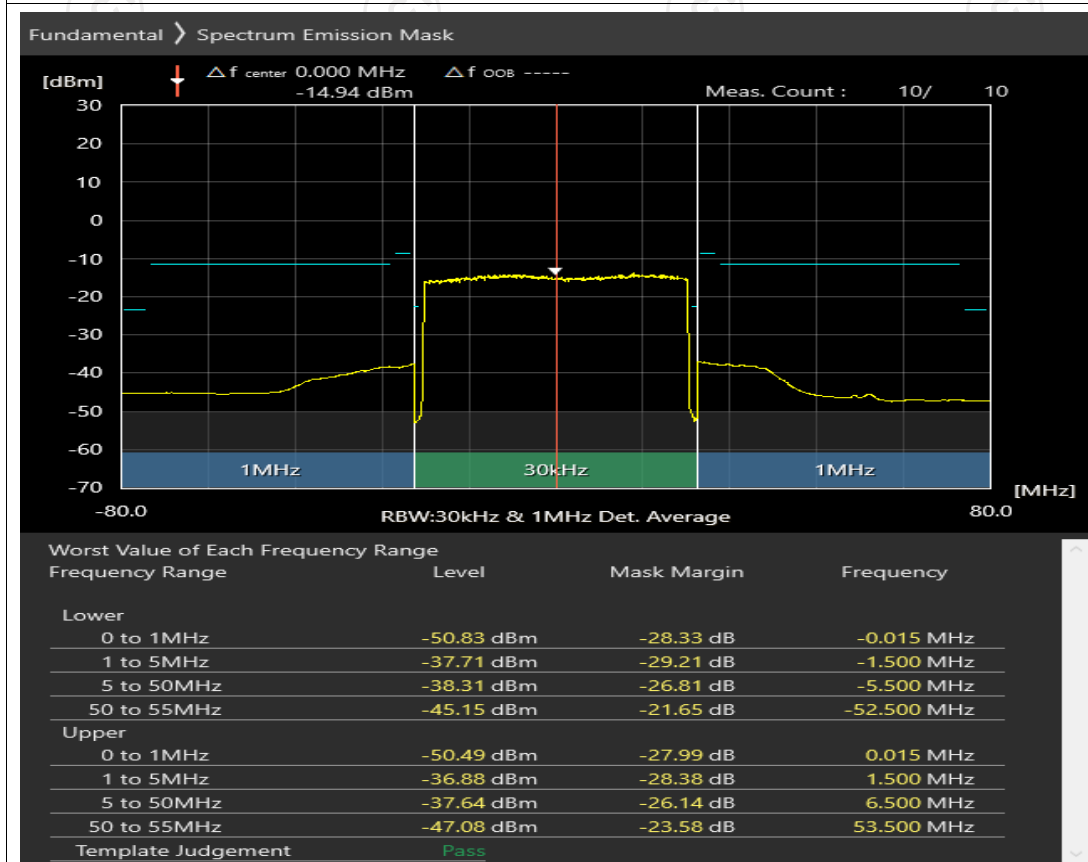 Fundamental ❯ Spectrum Emission Mask
[dBm] △f center 0.000 MHz △f OOB -----
-14.94 dBm Meas. Count : 10/ 10
30
20
10
0
-10
-20
-30
-40
-50
-60
1MHz 30kHz 1MHz
-70
[MHz]
-80.0 RBW:30kHz & 1MHz Det. Average 80.0
Worst Value of Each Frequency Range
Frequency Range Level Mask Margin Frequency
Lower
0 to 1MHz -50.83 dBm -28.33 dB -0.015 MHz
1 to 5MHz -37.71 dBm -29.21 dB -1.500 MHz
5 to 50MHz -38.31 dBm -26.81 dB -5.500 MHz
50 to 55MHz -45.15 dBm -21.65 dB -52.500 MHz
Upper
0 to 1MHz -50.49 dBm -27.99 dB 0.015 MHz
1 to 5MHz -36.88 dBm -28.38 dB 1.500 MHz
5 to 50MHz -37.64 dBm -26.14 dB 6.500 MHz
50 to 55MHz -47.08 dBm -23.58 dB 53.500 MHz
Template Judgement Pass